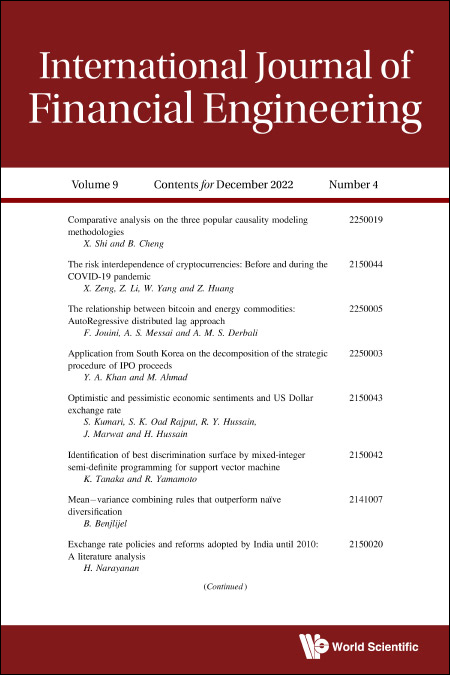 International Journal of
Financial Engineering
Volume 9 Contents for December 2022 Number 4
Comparative analysis on the three popular causality modeling 2250019
methodologies
X. Shi and B. Cheng
The risk interdependence of cryptocurrencies: Before and during the 2150044
COVID-19 pandemic
X. Zeng, Z. Li, W. Yang and Z. Huang
The relationship between bitcoin and energy commodities: 2250005
AutoRegressive distributed lag approach
F. Jouini, A. S. Messai and A. M. S. Derbali
Application from South Korea on the decomposition of the strategic 2250003
procedure of IPO proceeds
Y. A. Khan and M. Ahmad
Optimistic and pessimistic economic sentiments and US Dollar 2150043
exchange rate
S. Kumari, S. K. Oad Rajput, R. Y. Hussain,
J. Marwat and H. Hussain
Identification of best discrimination surface by mixed-integer 2150042
semi-definite programming for support vector machine
K. Tanaka and R. Yamamoto
Mean−variance combining rules that outperform naïve 2141007
diversification
B. Benjlijel
Exchange rate policies and reforms adopted by India until 2010: 2150020
A literature analysis
H. Narayanan
(Continued)
World Scientific